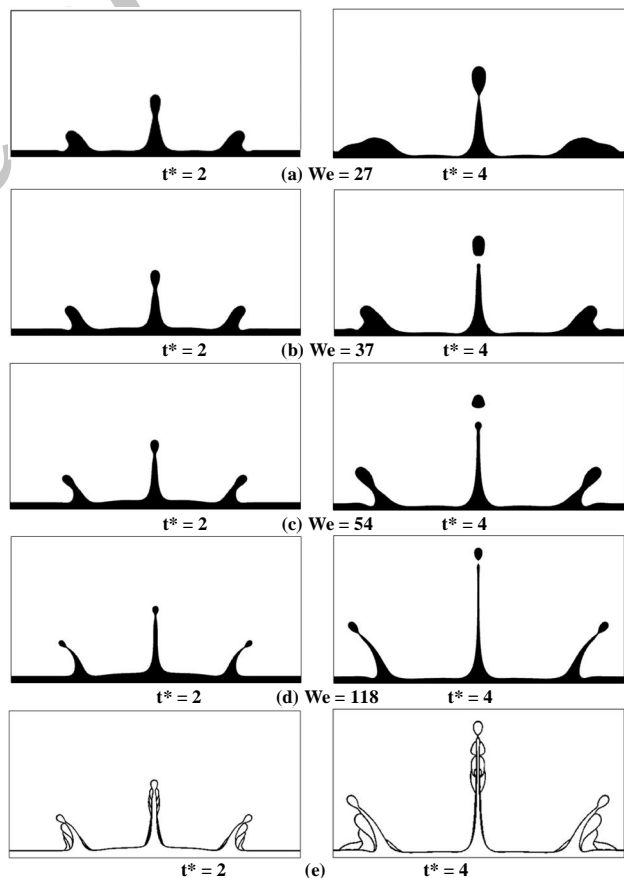 t* = 2 (a) We = 27 t* = 4
t* = 2 (b) We = 37 t* = 4
t* = 2 (c) We = 54 t* = 4
t* = 2 (d) We = 118 t* = 4
t* = 2 (e) t* = 4